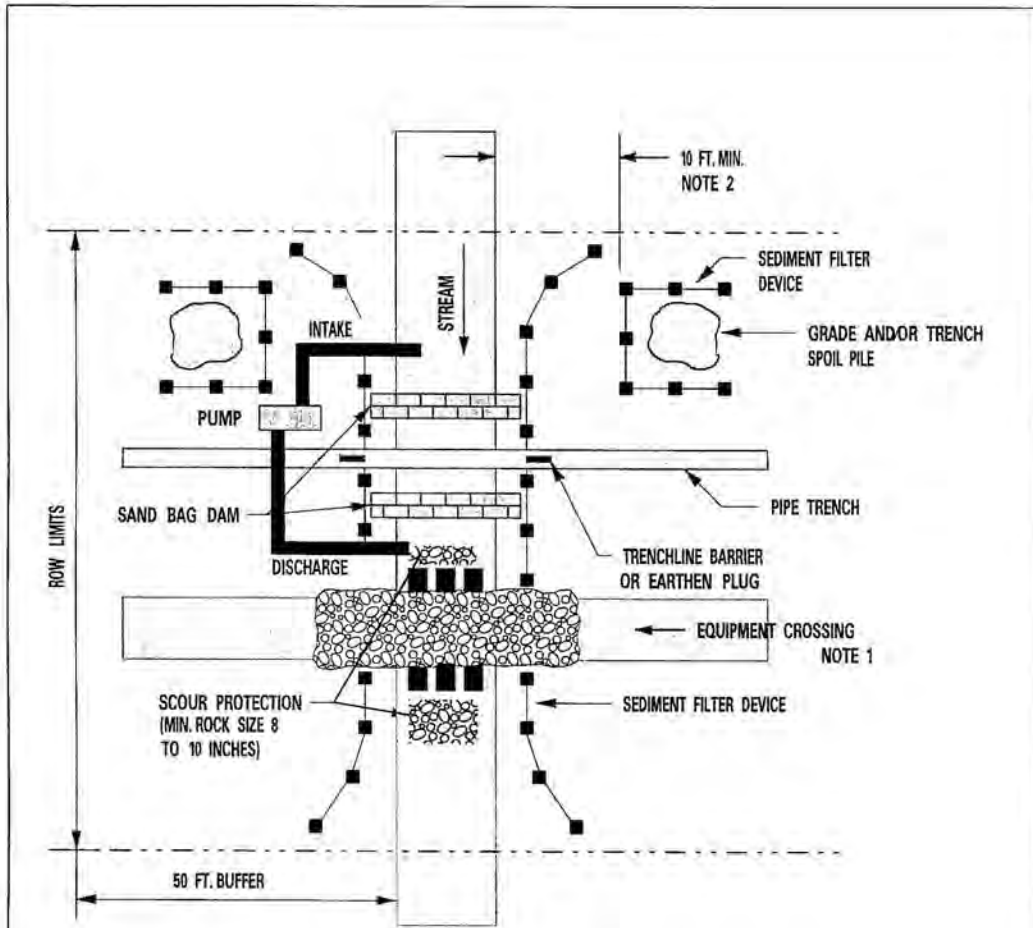 10 FT. MIN.
NOTE 2
SEDIMENT FILTER
DEVICE
STREAM
INTAKE
GRADE AND/OR TRENCH
SPOIL PILE
PUMP
PIPE TRENCH
SAND BAG DAM
TRENCHLINE BARRIER
OR EARTHEN PLUG
DISCHARGE
ROW LIMITS
EQUIPMENT CROSSING
NOTE 1
SCOUR PROTECTION
(MIN. ROCK SIZE 8
TO 10 INCHES)
SEDIMENT FILTER DEVICE
50 FT. BUFFER